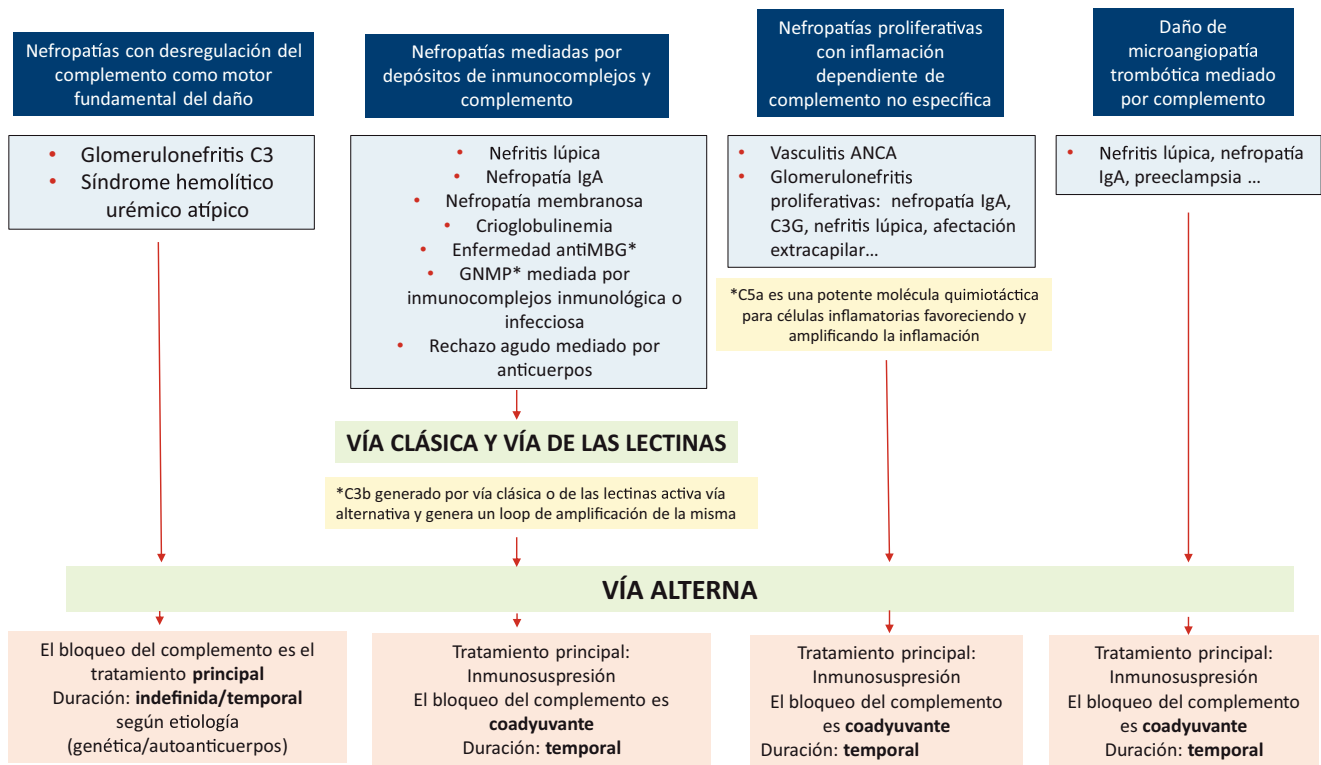 Nefropatías con desregulación del
complemento como motor
fundamental del daño
• Glomerulonefritis C3
• Síndrome hemolítico
urémico atípico
Nefropatías mediadas por
depósitos de inmunocomplejos y
complemento
• Nefritis lúpica
• Nefropatía IgA
• Nefropatía membranosa
• Crioglobulinemia
• Enfermedad antiMBG*
• GNMP* mediada por
inmunocomplejos inmunológica o
infecciosa
• Rechazo agudo mediado por
anticuerpos
Nefropatías proliferativas
con inflamación
dependiente de
complemento no específica
• Vasculitis ANCA
• Glomerulonefritis
proliferativas: nefropatía IgA,
C3G, nefritis lúpica, afectación
extracapilar...
*C5a es una potente molécula quimiotáctica
para células inflamatorias favoreciendo y
amplificando la inflamación
Daño de
microangiopatía
trombótica mediado
por complemento
• Nefritis lúpica, nefropatía
IgA, preeclampsia ...
VÍA CLÁSICA Y VÍA DE LAS LECTINAS
*C3b generado por vía clásica o de las lectinas activa vía
alternativa y genera un loop de amplificación de la misma
VÍA ALTERNA
El bloqueo del complemento es el
tratamiento principal
Duración: indefinida/temporal
según etiología
(genética/autoanticuerpos)
Tratamiento principal:
Inmunosuspresión
El bloqueo del complemento es
coadyuvante
Duración: temporal
Tratamiento principal:
Inmunosuspresión
El bloqueo del complemento
es coadyuvante
Duración: temporal
Tratamiento principal:
Inmunosuspresión
El bloqueo del complemento
es coadyuvante
Duración: temporal